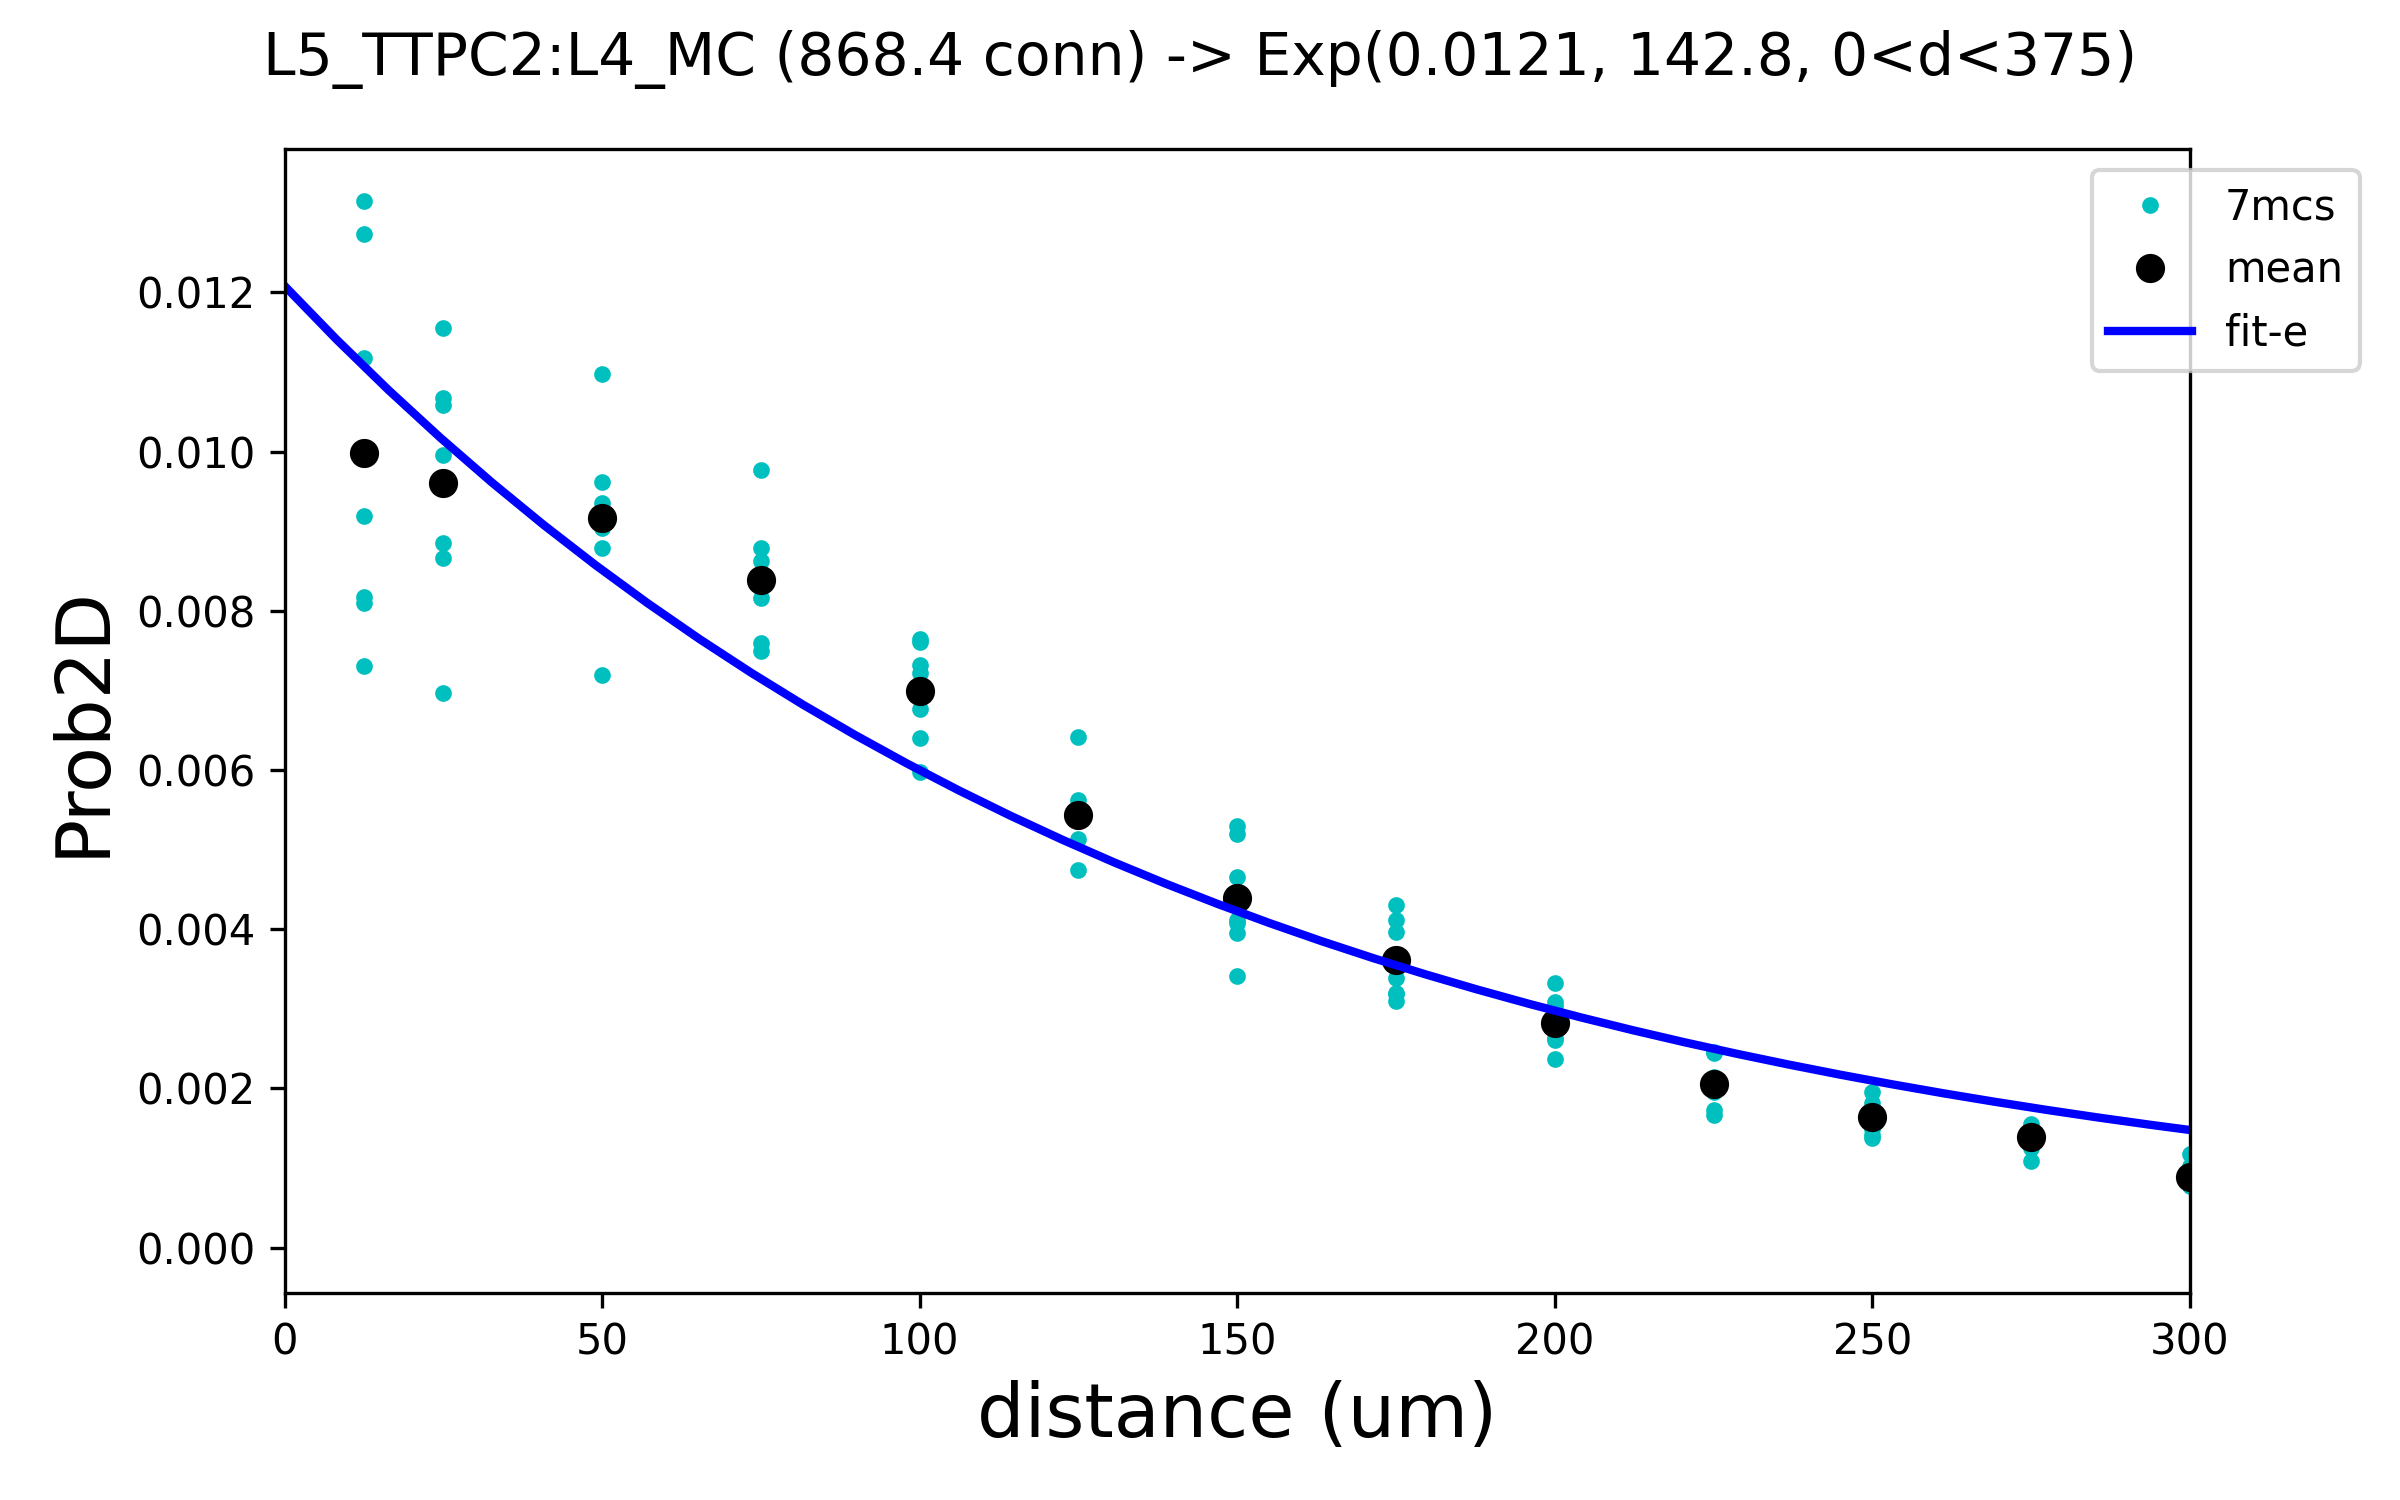 L5_TTPC2:L4_MC (868.4 conn) -> Exp(0.0121, 142.8, 0<d<375)
7mcs
mean
fit-e
Prob2D
0.012
0.010
0.008
0.006
0.004
0.002
0.000
0
50
100
150
200
250
300
distance (um)